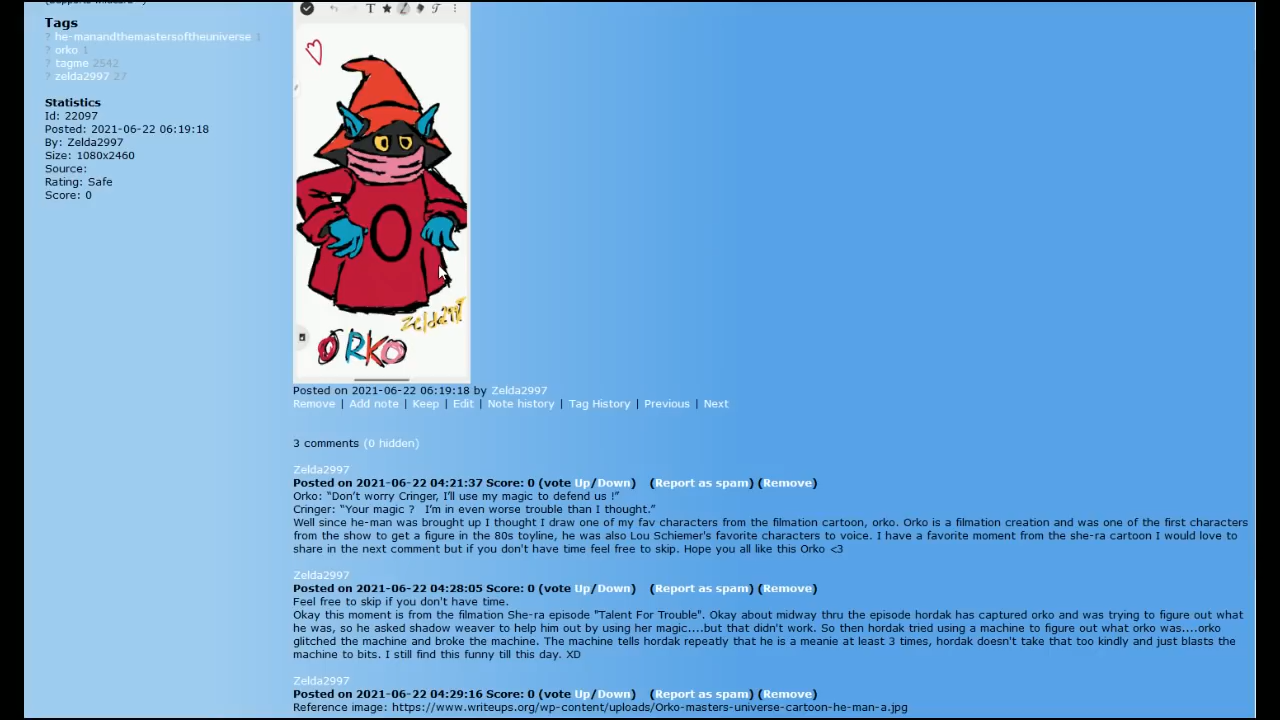 Tags
? he-manandthemastersoftheuniverse 1
? orko 1
? tagme 2542
? zelda2997 27
Statistics
Id: 22097
Posted: 2021-06-22 06:19:18
By: Zelda2997
Size: 1080x2460
Source:
Rating: Safe
Score: 0
T
O
Zelda2997
ORKO
Posted on 2021-06-22 06:19:18 by Zelda2997
Remove | Add note | Keep | Edit | Note history | Tag History | Previous | Next
3 comments (0 hidden)
Zelda2997
Posted on 2021-06-22 04:21:37 Score: 0 (vote Up/Down) (Report as spam) (Remove)
Orko: “Don’t worry Cringer, I’ll use my magic to defend us !”
Cringer: “Your magic ? I’m in even worse trouble than I thought.”
Well since he-man was brought up I thought I draw one of my fav characters from the filmation cartoon, orko. Orko is a filmation creation and was one of the first characters
from the show to get a figure in the 80s toyline, he was also Lou Schiemer's favorite characters to voice. I have a favorite moment from the she-ra cartoon I would love to
share in the next comment but if you don't have time feel free to skip. Hope you all like this Orko <3
Zelda2997
Posted on 2021-06-22 04:28:05 Score: 0 (vote Up/Down) (Report as spam) (Remove)
Feel free to skip if you don't have time.
Okay this moment is from the filmation She-ra episode "Talent For Trouble". Okay about midway thru the episode hordak has captured orko and was trying to figure out what
he was, so he asked shadow weaver to help him out by using her magic....but that didn't work. So then hordak tried using a machine to figure out what orko was....orko
glitched the machine and broke the machine. The machine tells hordak repeatly that he is a meanie at least 3 times, hordak doesn't take that too kindly and just blasts the
machine to bits. I still find this funny till this day. XD
Zelda2997
Posted on 2021-06-22 04:29:16 Score: 0 (vote Up/Down) (Report as spam) (Remove)
Reference image: https://www.writeups.org/wp-content/uploads/Orko-masters-universe-cartoon-he-man-a.jpg